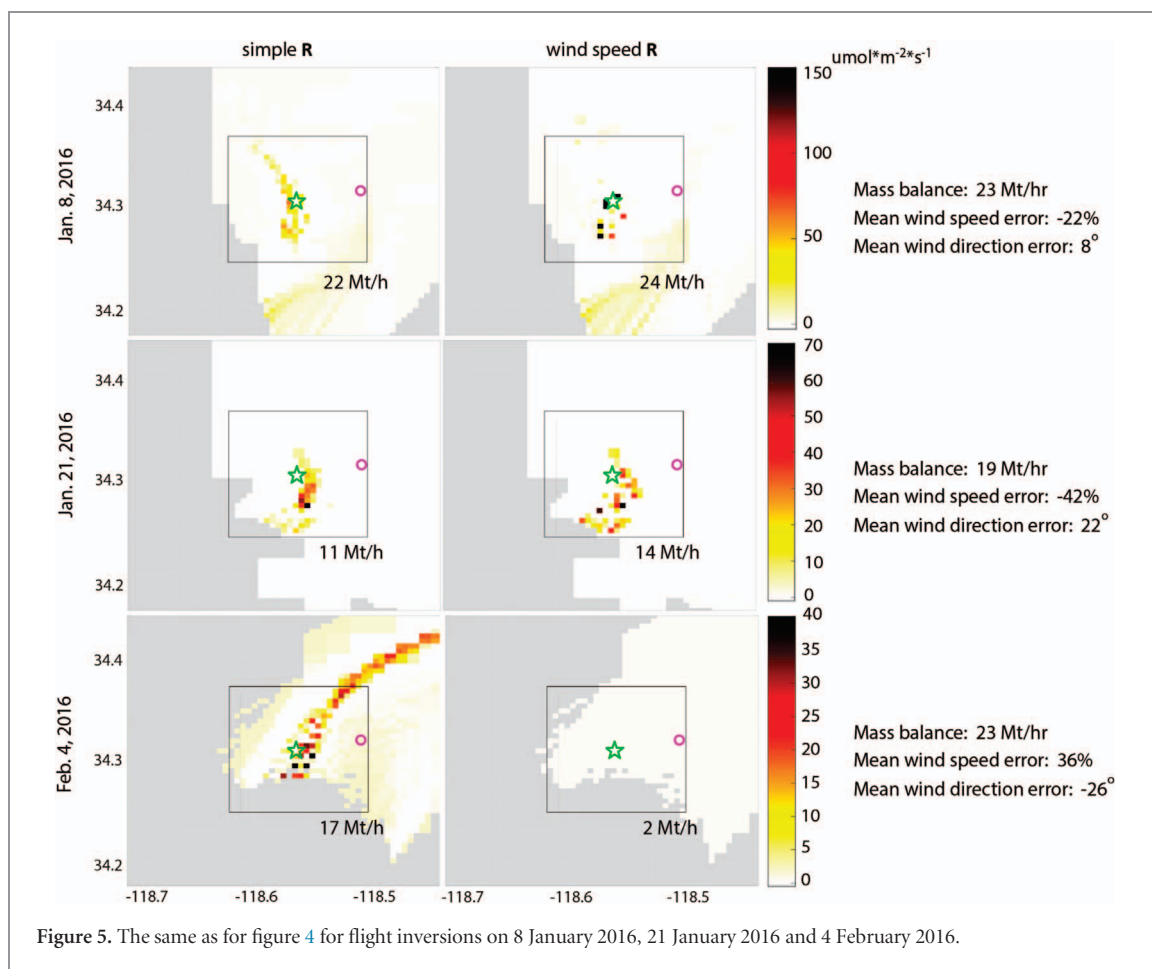 simple R
wind speed R
umol*m-2*s-1
Jan. 8, 2016
34.4
34.3
34.2
22 Mt/h
24 Mt/h
150
100
50
0
Mass balance: 23 Mt/hr
Mean wind speed error: -22%
Mean wind direction error: 8°
Jan. 21, 2016
34.4
34.3
34.2
11 Mt/h
14 Mt/h
70
60
50
40
30
20
10
0
Mass balance: 19 Mt/hr
Mean wind speed error: -42%
Mean wind direction error: 22°
Feb. 4, 2016
34.4
34.3
34.2
17 Mt/h
2 Mt/h
40
35
30
25
20
15
10
5
0
Mass balance: 23 Mt/hr
Mean wind speed error: 36%
Mean wind direction error: -26°
-118.7
-118.6
-118.5
-118.7
-118.6
-118.5
Figure 5. The same as for figure 4 for flight inversions on 8 January 2016, 21 January 2016 and 4 February 2016.